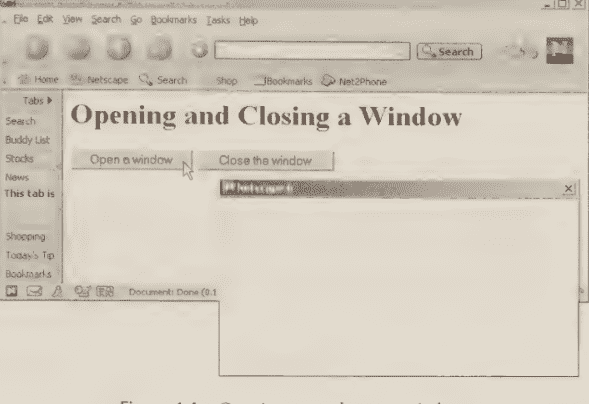 File Edit View Search Go Bookmarks Tasks Help
Search
Home Netscape Search Shop Bookmarks Net2Phone
Tabs
Opening and Closing a Window
Search
Buddy List
Open a window Close the window
Stocks
News
This tab is
Shopping
Today's Tip
Bookmarks
Document: Done (0.1